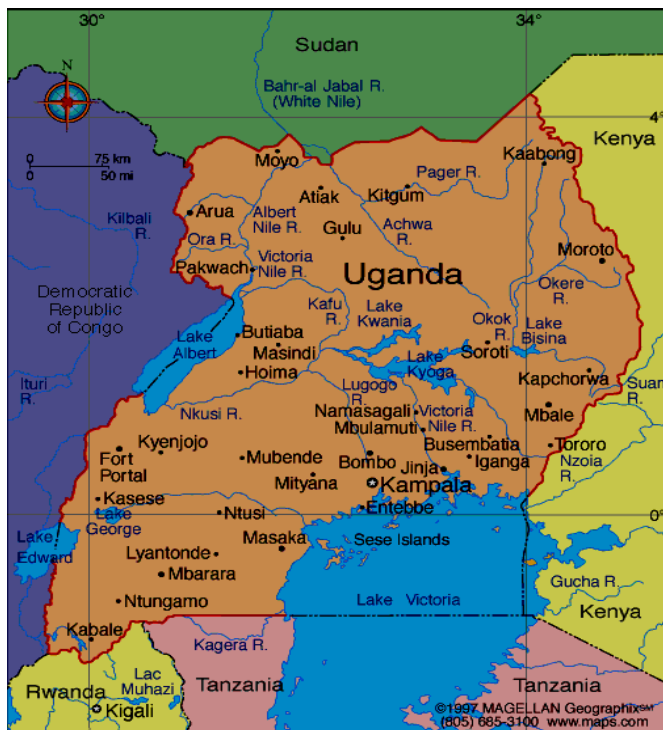 30°
34°
Sudan
N
Bahr-al Jabal R.
(White Nile)
4°
Kenya
0
75 km
0
50 mi
Moyo
Kaabong
Pager R.
Atiak
Kitgum
Kilbali
R.
Arua
Albert
Nile R.
Achwa
R.
Ora R.
Gulu
Moroto
Pakwach
Victoria
Nile R.
Uganda
Okere
R.
Democratic
Republic
of Congo
Kafu
R.
Lake
Kwania
Okok
R.
Lake
Bisina
Lake
Albert
Butiaba
Masindi
Soroti
Hoima
Lake
Kyoga
Kapchorwa
Ituri
R.
Lugogo
R.
Suam
R.
Nkusi R.
Namasagali
Victoria
Nile R.
Mbale
Mbulamuti
Busembatia
Tororo
Kyenjojo
Fort
Portal
Mubende
Bombo
Jinja
Iganga
Nzoia
R.
Mityana
Kampala
Kasese
Lake
George
Ntusi
Entebbe
0°
Lake
Edward
Masaka
Sese Islands
Lyantonde
Mbarara
Gucha R.
Ntungamo
Lake Victoria
Kenya
Kabale
Kagera R.
Lac
Muhazi
Rwanda
Tanzania
Tanzania
Kigali
©1997 MAGELLAN Geographix℠
(805) 685-3100 www.maps.com